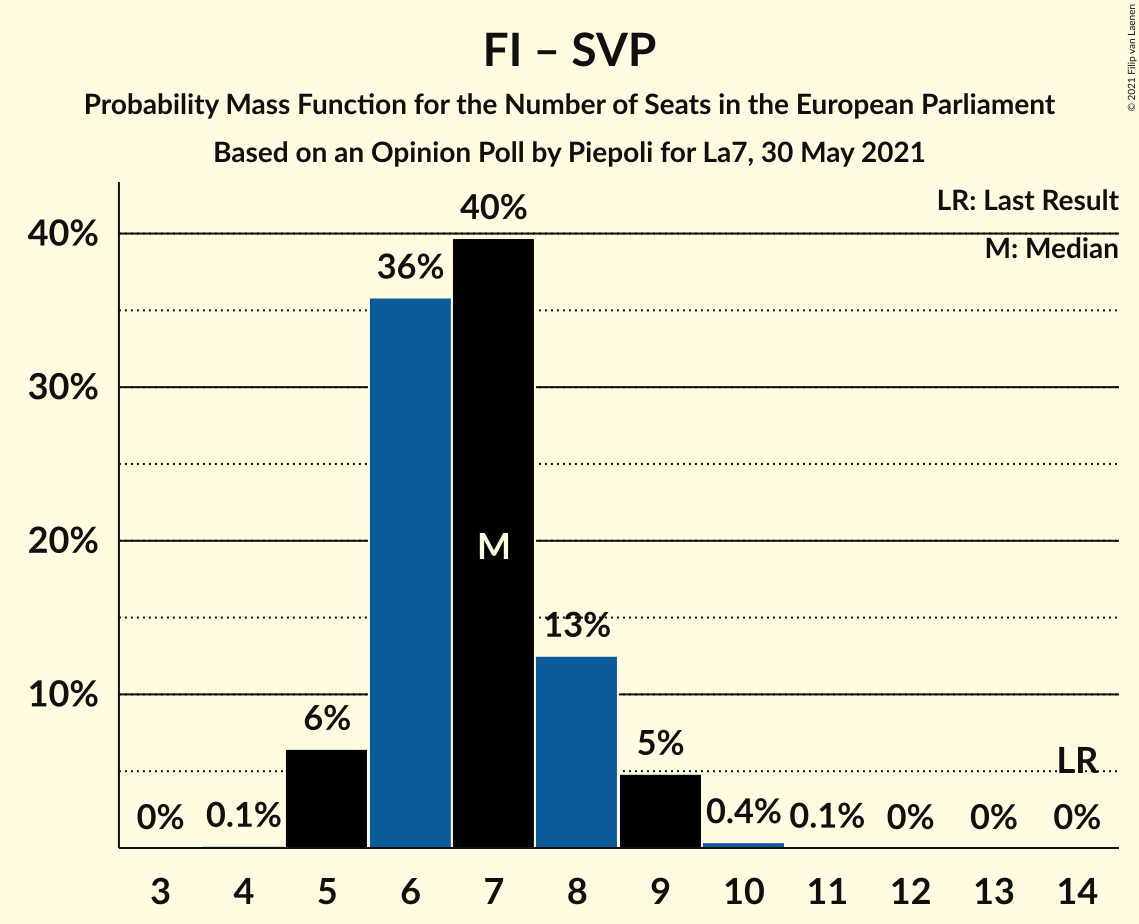 FI – SVP
Probability Mass Function for the Number of Seats in the European Parliament
Based on an Opinion Poll by Piepoli for La7, 30 May 2021
© 2021 Filip van Laenen
LR: Last Result
M: Median
40%
30%
20%
10%
0%
0.1%
6%
36%
40%
M
13%
5%
0.4%
0.1%
0%
0%
LR
0%
3 4 5 6 7 8 9 10 11 12 13 14